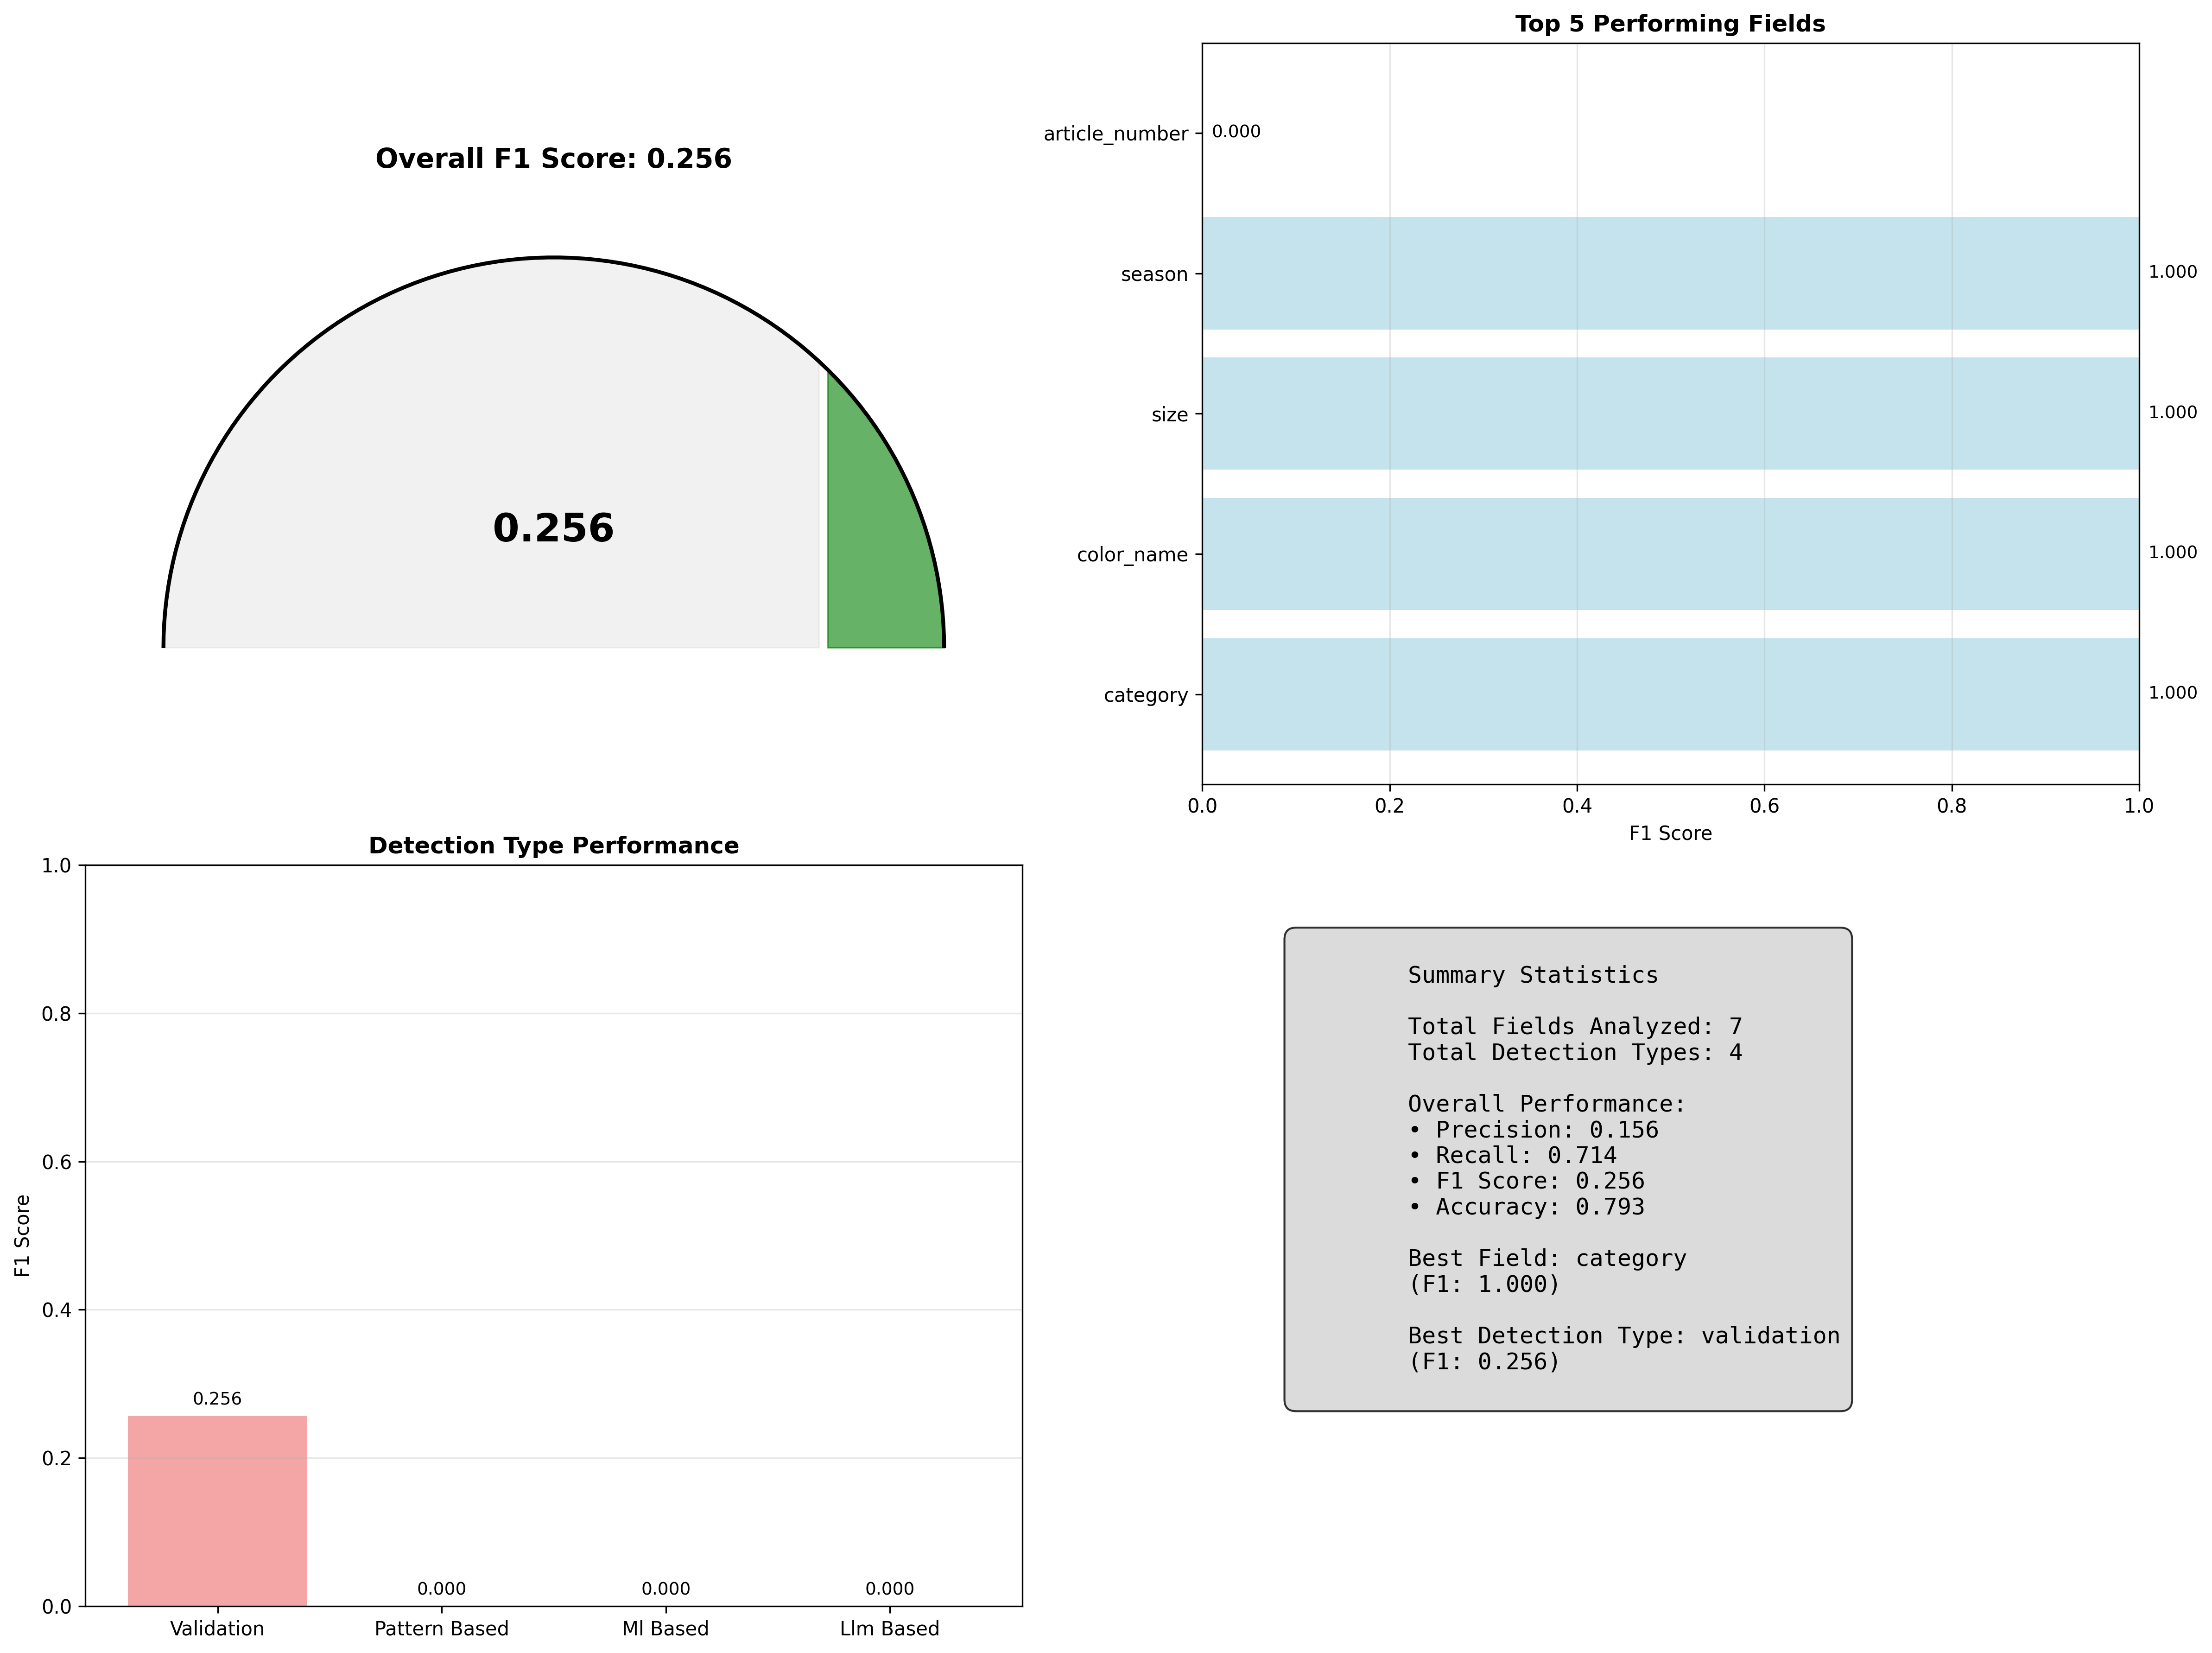 Overall F1 Score: 0.256
0.256
Top 5 Performing Fields
article_number
0.000
season
1.000
size
1.000
color_name
1.000
category
1.000
0.0 0.2 0.4 0.6 0.8 1.0
F1 Score
Detection Type Performance
1.0
0.8
0.6
0.4
0.2
0.0
F1 Score
0.256
0.000
0.000
0.000
Validation Pattern Based Ml Based Llm Based
Summary Statistics
Total Fields Analyzed: 7
Total Detection Types: 4
Overall Performance:
• Precision: 0.156
• Recall: 0.714
• F1 Score: 0.256
• Accuracy: 0.793
Best Field: category
(F1: 1.000)
Best Detection Type: validation
(F1: 0.256)